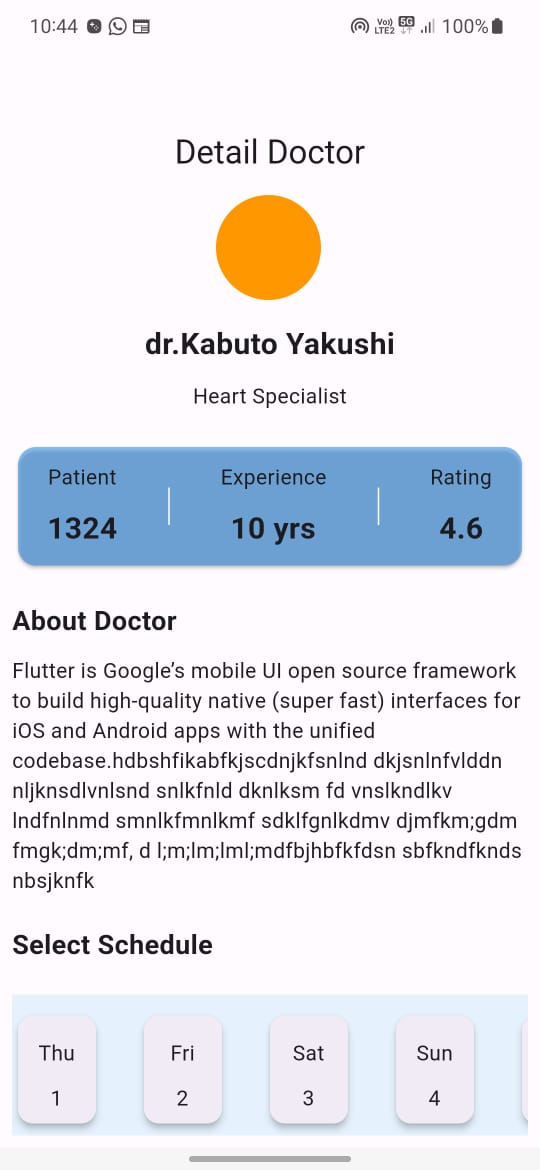 10:44 Vo)) LTE2 5G 100%
Detail Doctor
dr.Kabuto Yakushi
Heart Specialist
Patient Experience Rating
1324 10 yrs 4.6
About Doctor
Flutter is Google’s mobile UI open source framework
to build high-quality native (super fast) interfaces for
iOS and Android apps with the unified
codebase.hdbshfikabfkjscdnjkfsnlnd dkjsnlnfvlddn
nljknsdlvnlsnd snlkfnld dknlksm fd vnslkndlkv
lndfnlnmd smnlkfmnlkmf sdklfgnlkdmv djmfkm;gdm
fmgk;dm;mf, d l;m;lm;lml;mdfbjhbfkfdsn sbfkndfknds
nbsjknfk
Select Schedule
Thu Fri Sat Sun
1 2 3 4